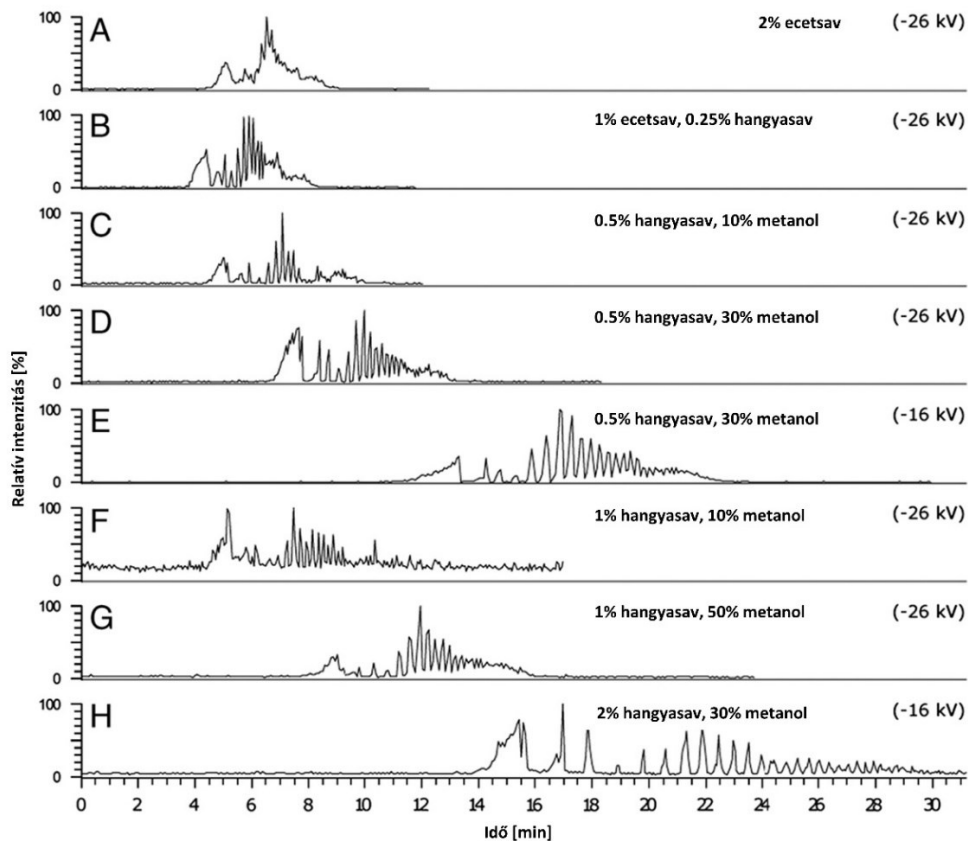 100
A
2% ecetsav
(-26 kV)
0
100
B
1% ecetsav, 0.25% hangyasav
(-26 kV)
0
100
C
0.5% hangyasav, 10% metanol
(-26 kV)
0
100
D
0.5% hangyasav, 30% metanol
(-26 kV)
0
100
E
0.5% hangyasav, 30% metanol
(-16 kV)
0
100
F
1% hangyasav, 10% metanol
(-26 kV)
0
100
G
1% hangyasav, 50% metanol
(-26 kV)
0
100
H
2% hangyasav, 30% metanol
(-16 kV)
0
0 2 4 6 8 10 12 14 16 18 20 22 24 26 28 30
Idő [min]
Relatív intenzitás [%]